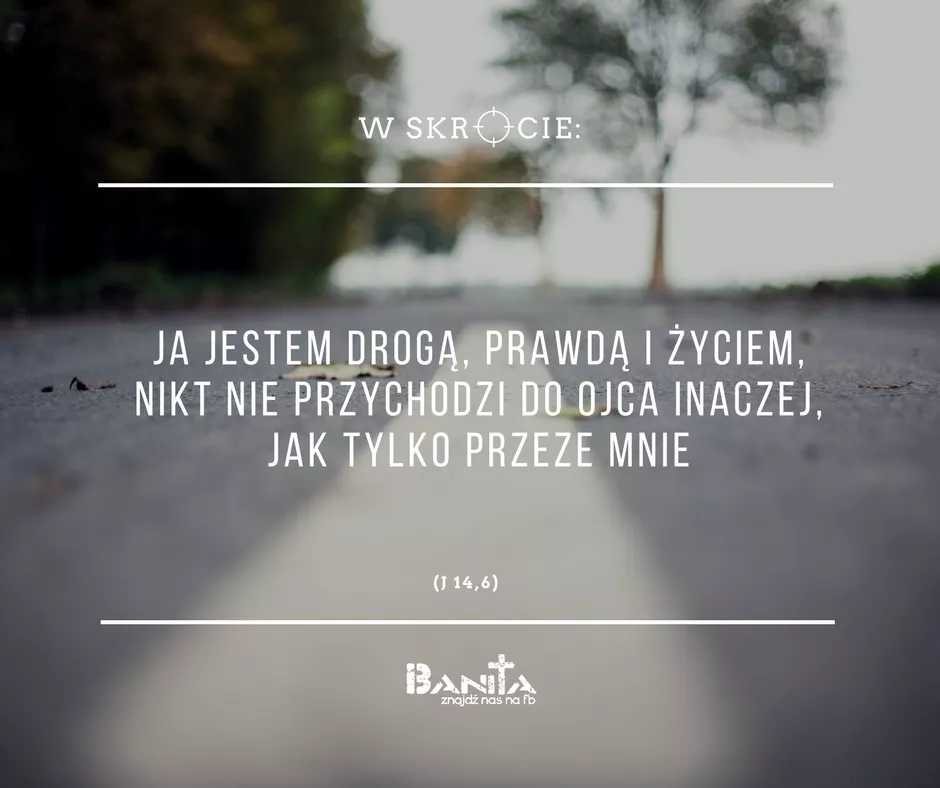 W SKRÓCIE:
JA JESTEM DROGĄ, PRAWDĄ I ŻYCIEM,
NIKT NIE PRZYCHODZI DO OJCA INACZEJ,
JAK TYLKO PRZEZE MNIE
(J 14,6)
BANITA
znajdź nas na fb